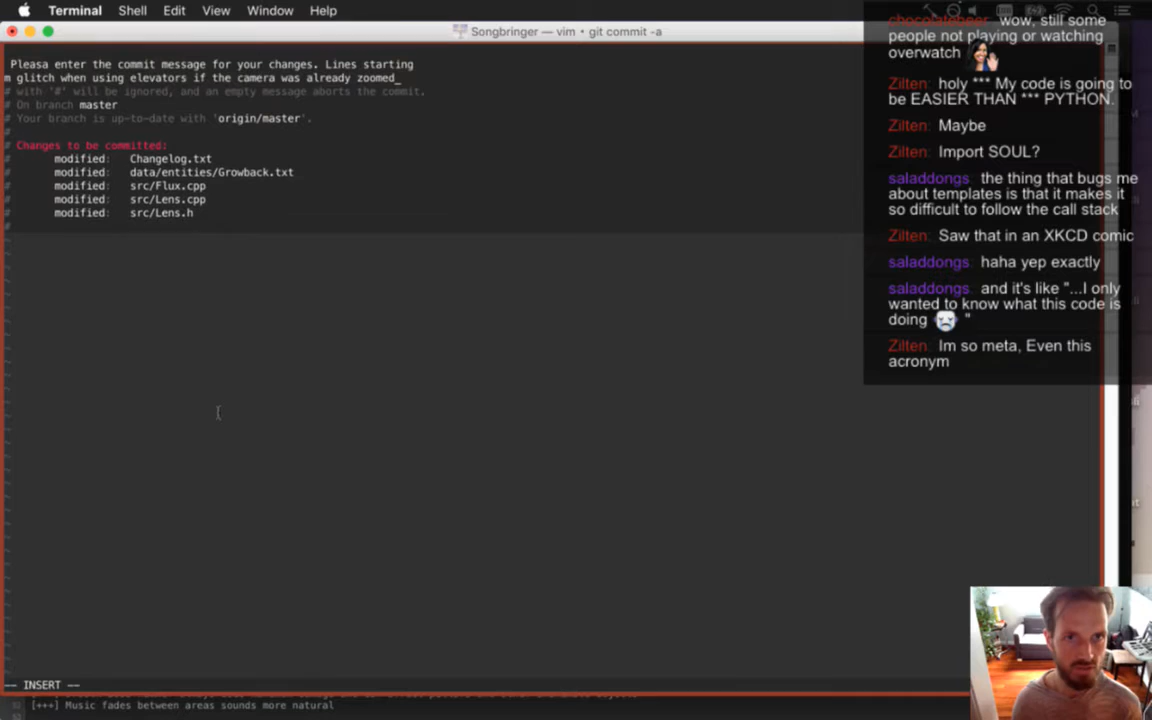 Terminal Shell Edit View Window Help
Songbringer — vim • git commit -a
Pleasa enter the commit message for your changes. Lines starting
m glitch when using elevators if the camera was already zoomed_
# with '#' will be ignored, and an empty message aborts the commit.
# On branch master
# Your branch is up-to-date with 'origin/master'.
#
# Changes to be committed:
# modified: Changelog.txt
# modified: data/entities/Growback.txt
# modified: src/Flux.cpp
# modified: src/Lens.cpp
# modified: src/Lens.h
#
-- INSERT --
[+++] Music fades between areas sounds more natural
chocolatebeer wow, still some
people not playing or watching
overwatch
Zilten: holy *** My code is going to
be EASIER THAN *** PYTHON.
Zilten: Maybe
Zilten: Import SOUL?
saladdongs: the thing that bugs me
about templates is that it makes it
so difficult to follow the call stack
Zilten: Saw that in an XKCD comic
saladdongs: haha yep exactly
saladdongs: and it's like "...I only
wanted to know what this code is
doing "
Zilten: Im so meta, Even this
acronym